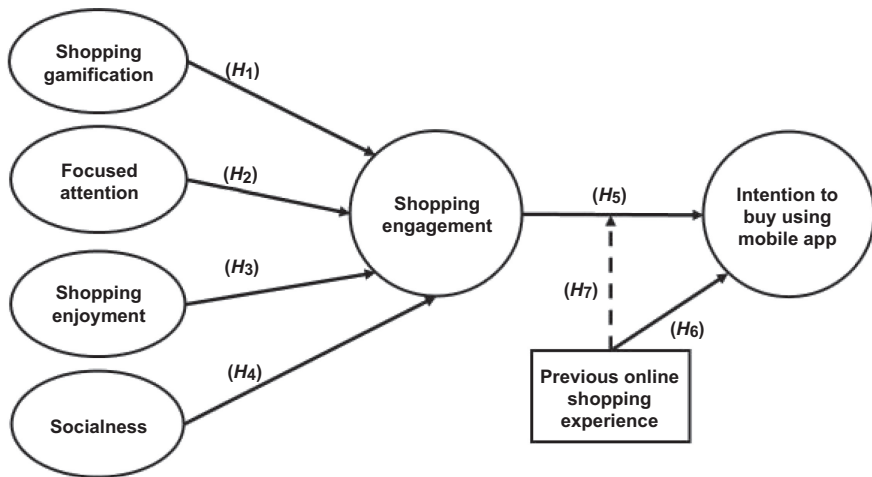 Shopping
gamification
(H1)
Focused
attention
(H2)
Shopping
enjoyment
(H3)
Socialness
(H4)
Shopping
engagement
(H5)
Intention to
buy using
mobile app
(H7)
(H6)
Previous online
shopping
experience